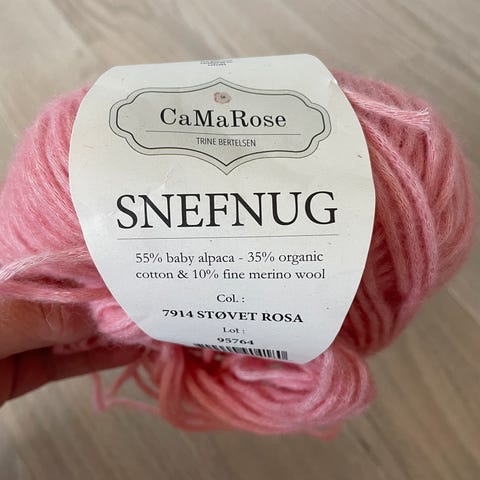 CaMaRose
TRINE BERTELSEN
SNEFNUG
55% baby alpaca - 35% organic
cotton & 10% fine merino wool
Col. :
7914 STØVET ROSA
Lot :
95764